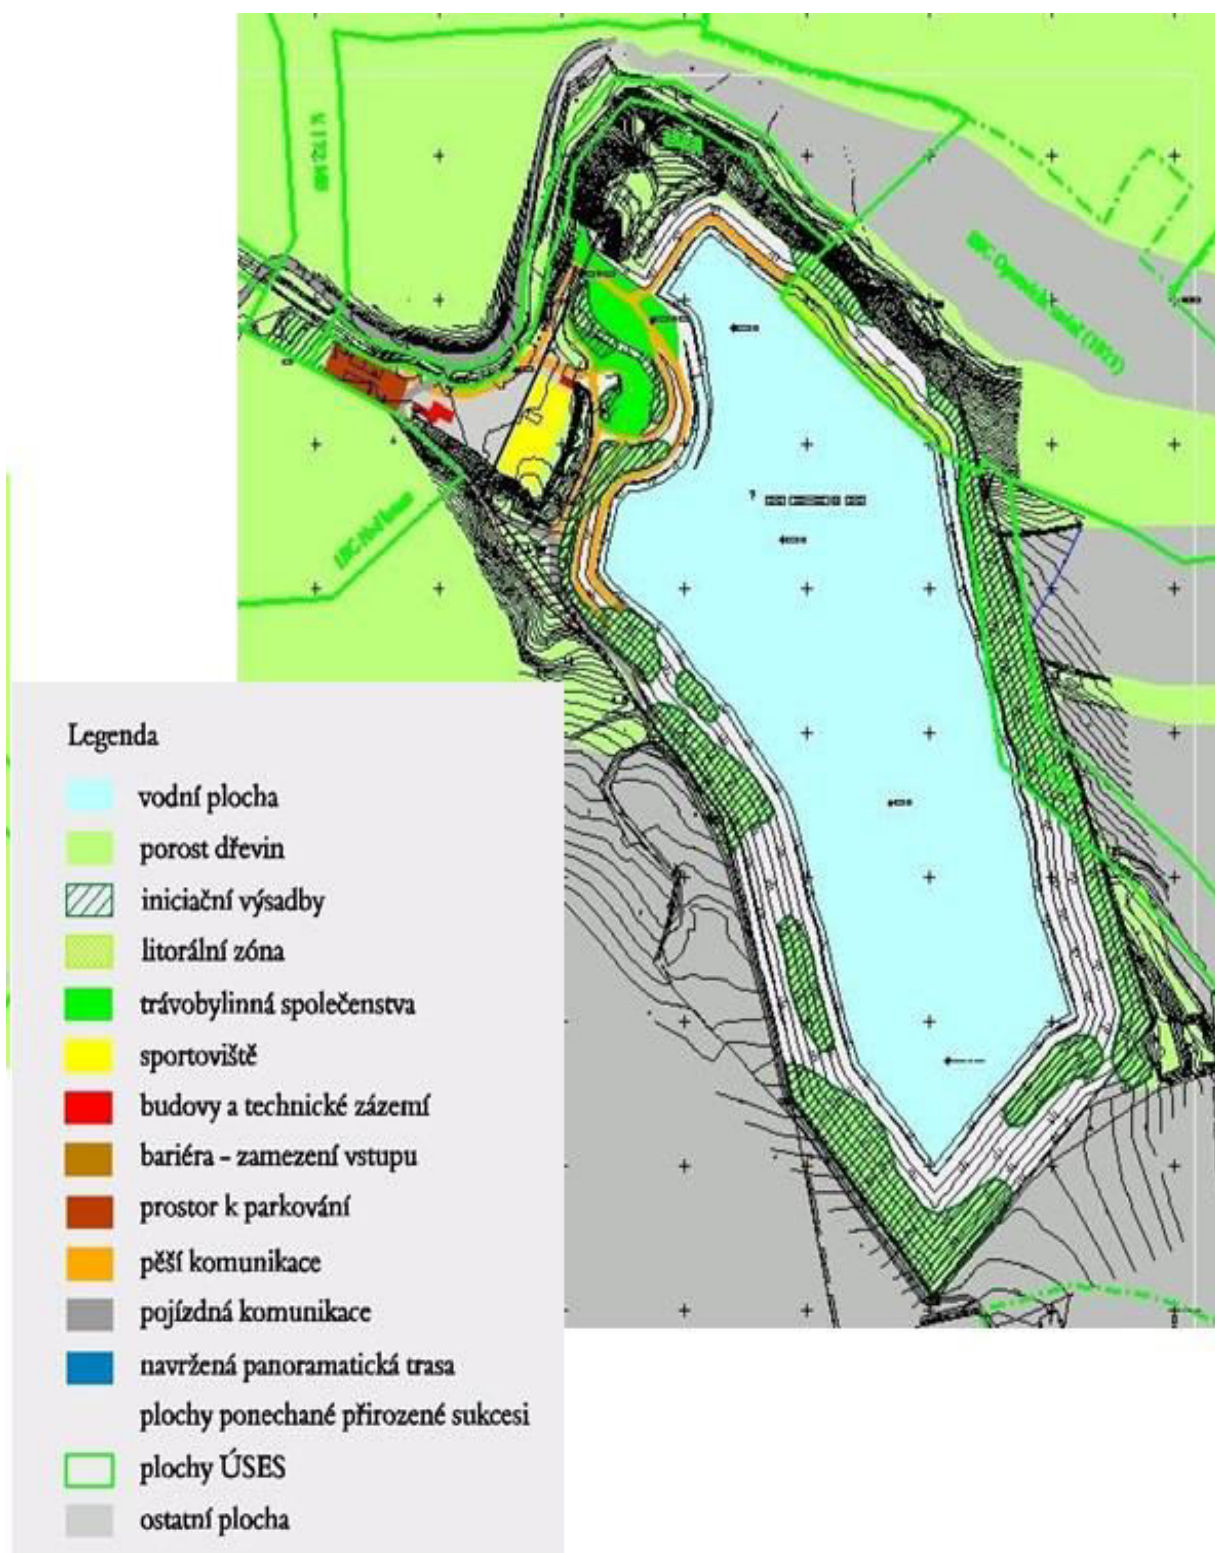 Legenda
vodní plocha
porost dřevin
iniciační výsadby
litorální zóna
trávobylinná společenstva
sportoviště
budovy a technické zázemí
bariéra – zamezení vstupu
prostor k parkování
pěší komunikace
pojízdná komunikace
navržená panoramatická trasa
plochy ponechané přirozené sukcesi
plochy ÚSES
ostatní plocha